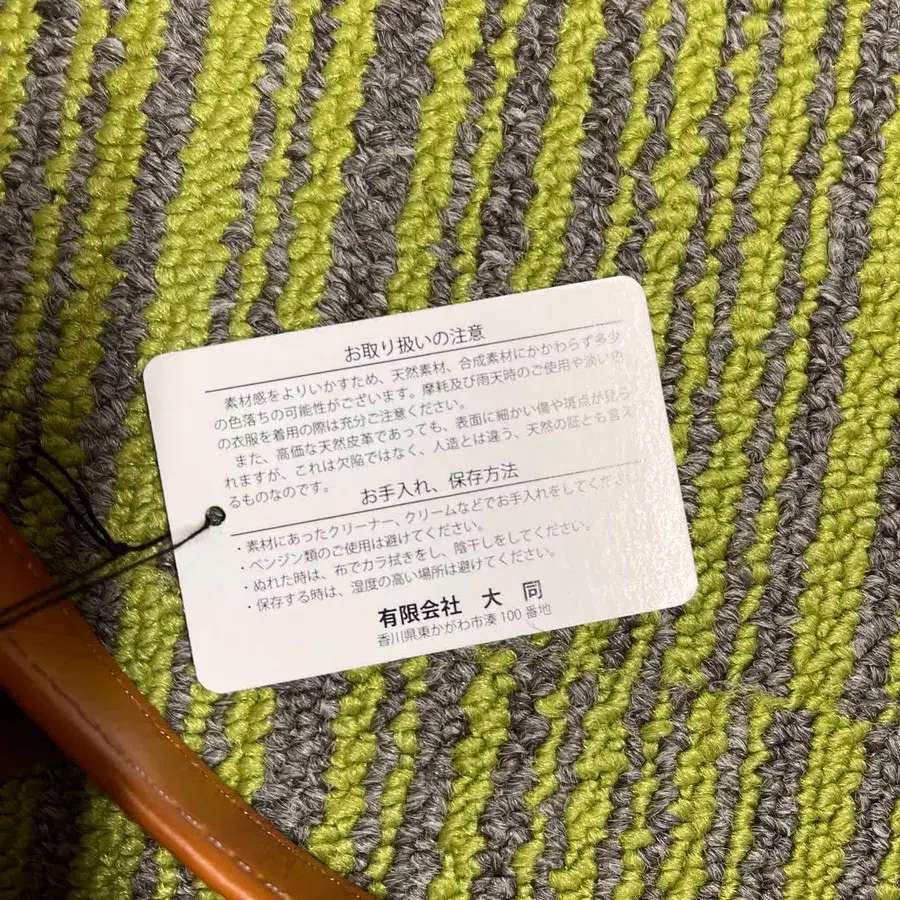 お取り扱いの注意
素材感をよりいかすため、天然素材、合成素材にかかわらず多少
の色落ちの可能性がございます。摩耗及び雨天時のご使用や淡い色
の衣服を着用の際は充分ご注意ください。
また、高価な天然皮革であっても、表面に細かい傷や斑点が見ら
れますが、これは欠陥ではなく、人造とは違う、天然の証とも言え
るものなのです。
お手入れ、保存方法
・素材にあったクリーナー、クリームなどでお手入れをしてください。
・ベンジン類のご使用は避けてください。
・ぬれた時は、布でカラ拭きをし、陰干しをしてください。
・保存する時は、湿度の高い場所は避けてください。
有限会社 大 同
香川県東かがわ市湊 100 番地